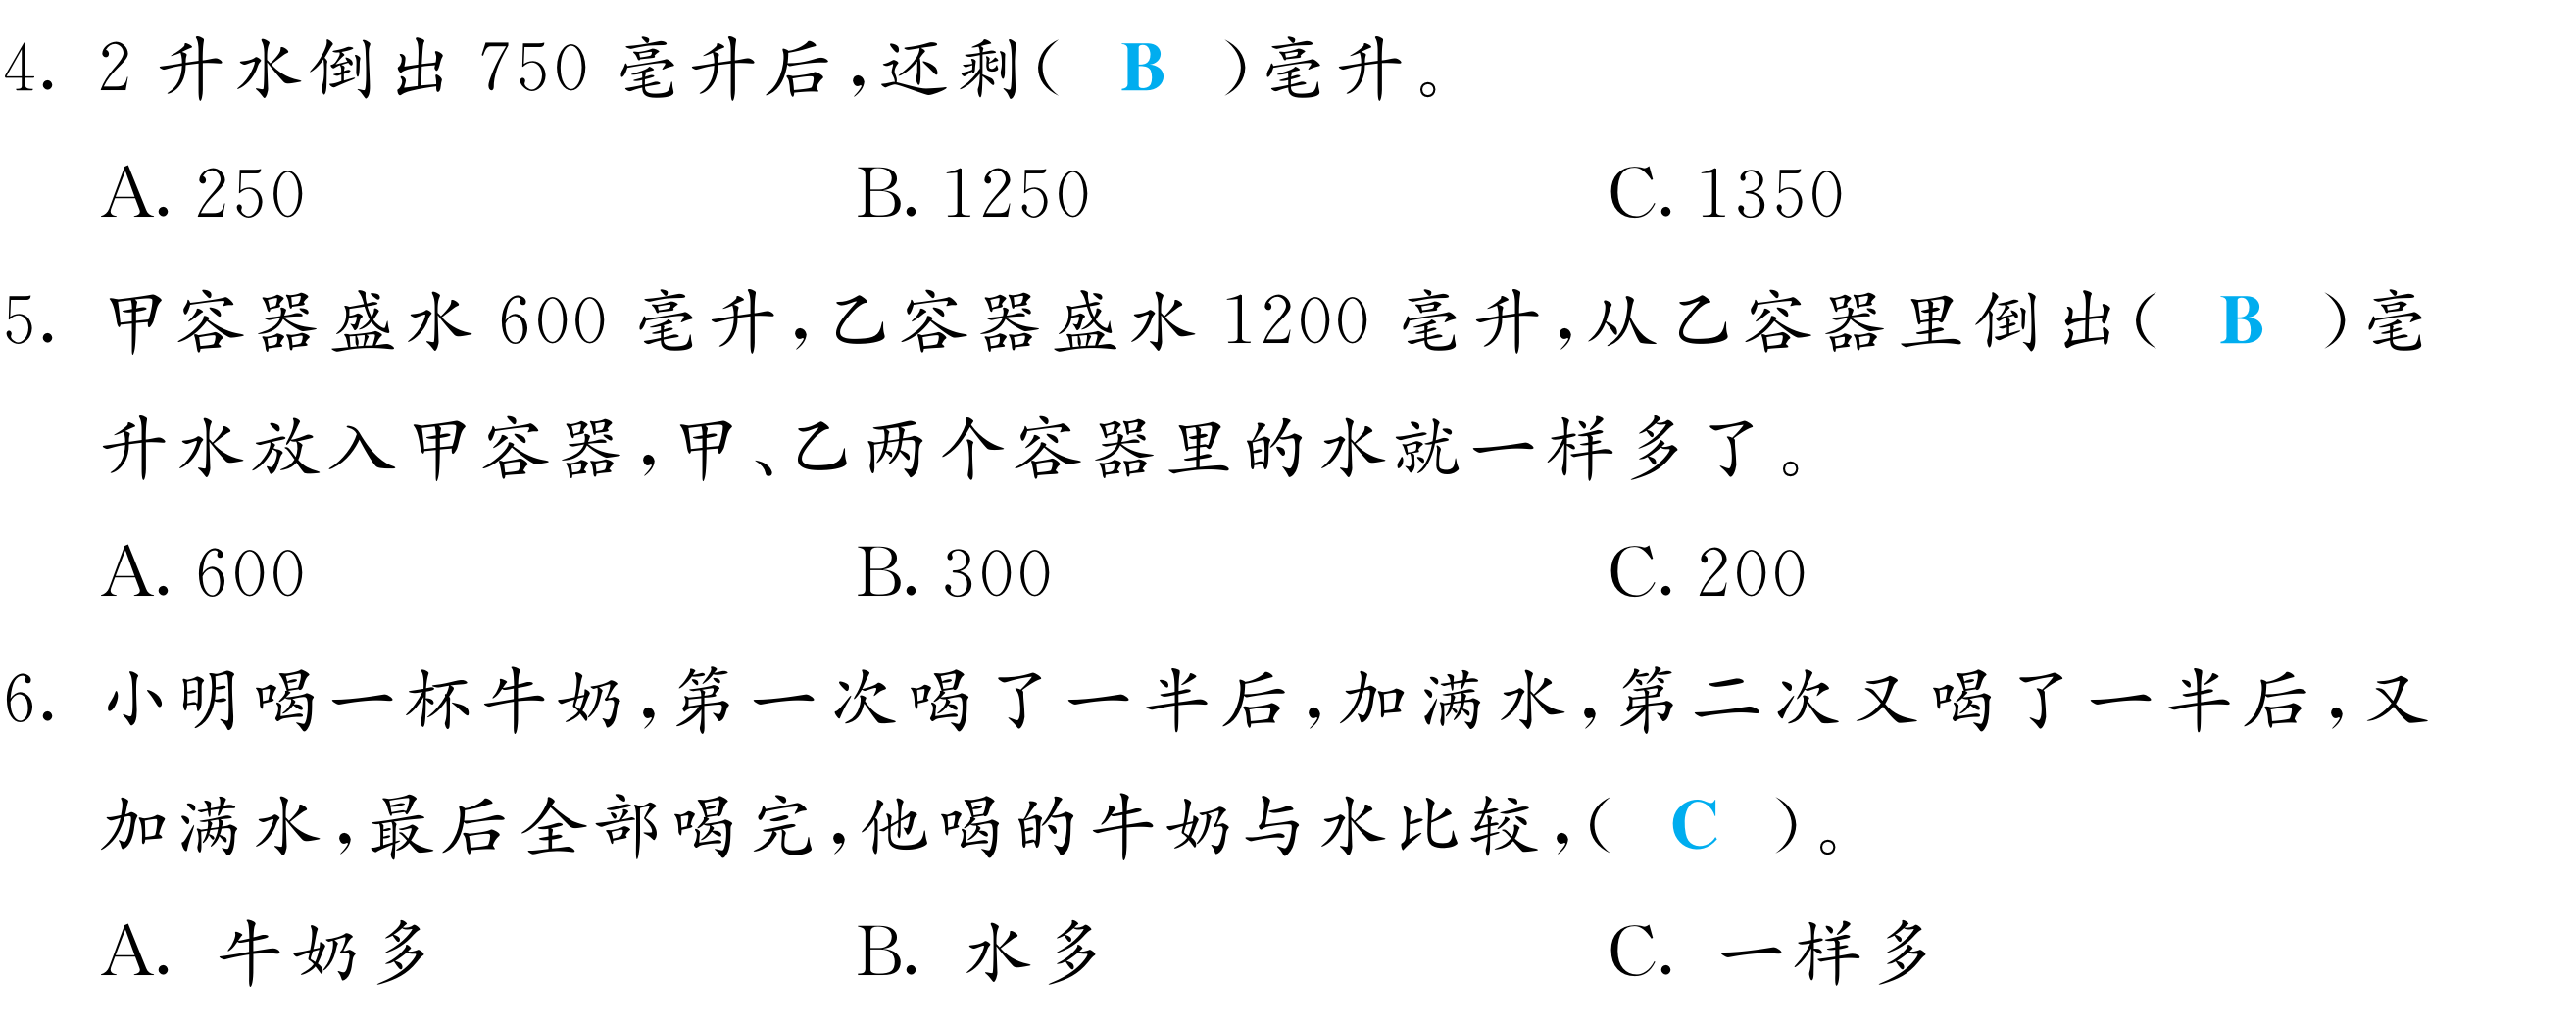 4. 2 升水倒出 750 毫升后,还剩( B )毫升。
A. 250 B. 1250 C. 1350
5. 甲容器盛水 600 毫升,乙容器盛水 1200 毫升,从乙容器里倒出( B )毫
升水放入甲容器,甲、乙两个容器里的水就一样多了。
A. 600 B. 300 C. 200
6. 小明喝一杯牛奶,第一次喝了一半后,加满水,第二次又喝了一半后,又
加满水,最后全部喝完,他喝的牛奶与水比较,( C )。
A. 牛奶多 B. 水多 C. 一样多